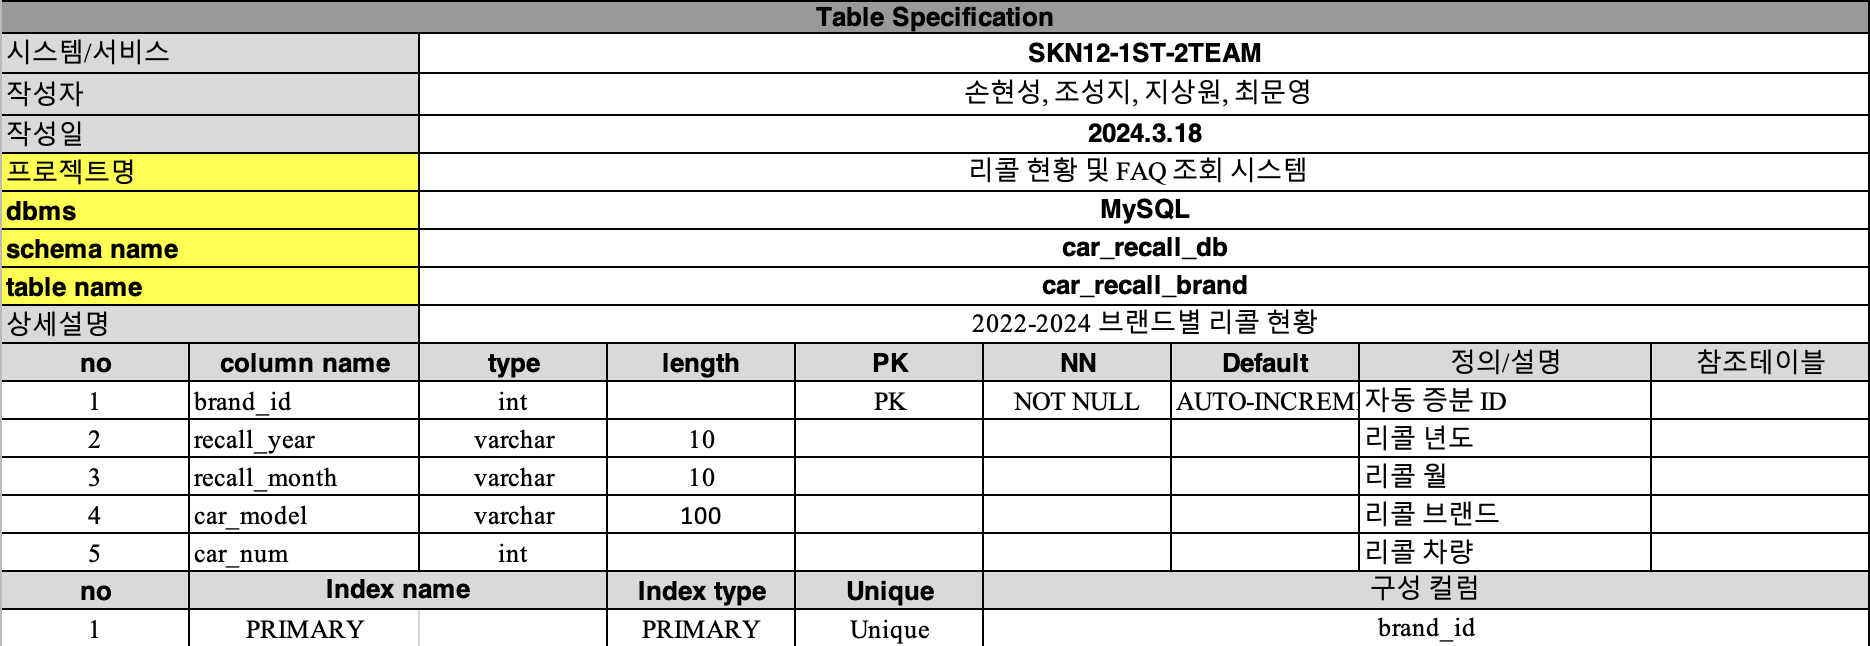 Table Specification
시스템/서비스 SKN12-1ST-2TEAM
작성자 손현성, 조성지, 지상원, 최문영
작성일 2024.3.18
프로젝트명 리콜 현황 및 FAQ 조회 시스템
dbms MySQL
schema name car_recall_db
table name car_recall_brand
상세설명 2022-2024 브랜드별 리콜 현황
no column name type length PK NN Default 정의/설명 참조테이블
1 brand_id int PK NOT NULL AUTO-INCREM 자동 증분 ID
2 recall_year varchar 10 리콜 년도
3 recall_month varchar 10 리콜 월
4 car_model varchar 100 리콜 브랜드
5 car_num int 리콜 차량
no Index name Index type Unique 구성 컬럼
1 PRIMARY PRIMARY Unique brand_id